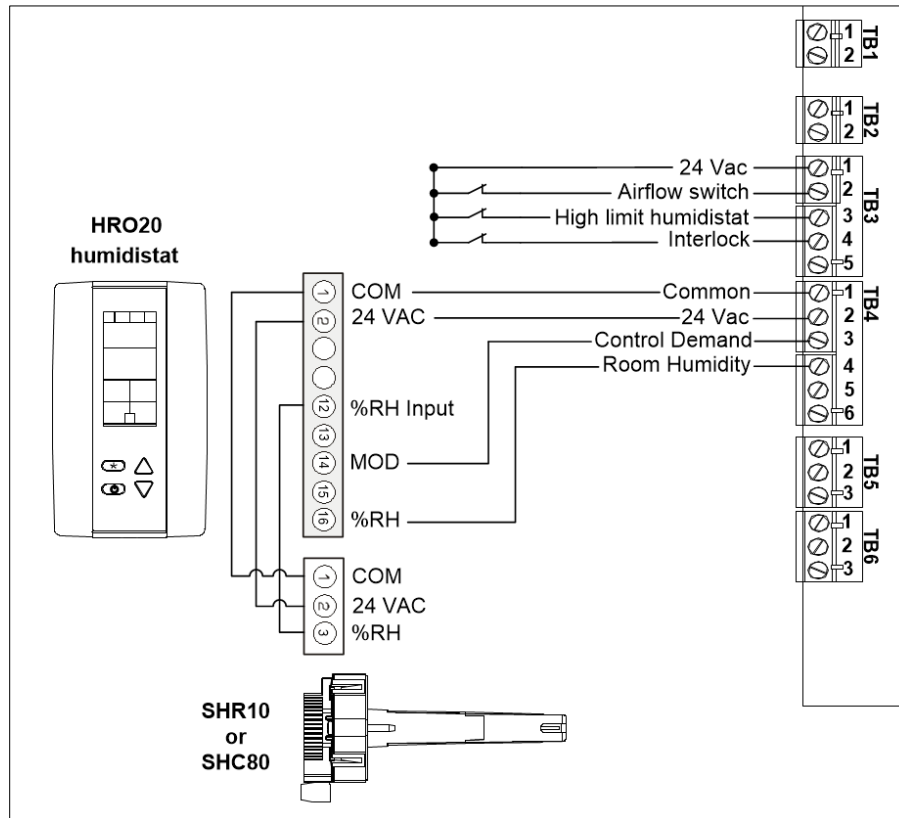 1
2
TB1
1
2
TB2
24 Vac
Airflow switch
High limit humidistat
Interlock
1
2
3
4
5
TB3
HRO20
humidistat
1 COM
2 24 VAC
12 %RH Input
13
14 MOD
15
16 %RH
Common
24 Vac
Control Demand
Room Humidity
1
2
3
4
5
6
TB4
1
2
3
TB5
1
2
3
TB6
1 COM
2 24 VAC
3 %RH
SHR10
or
SHC80